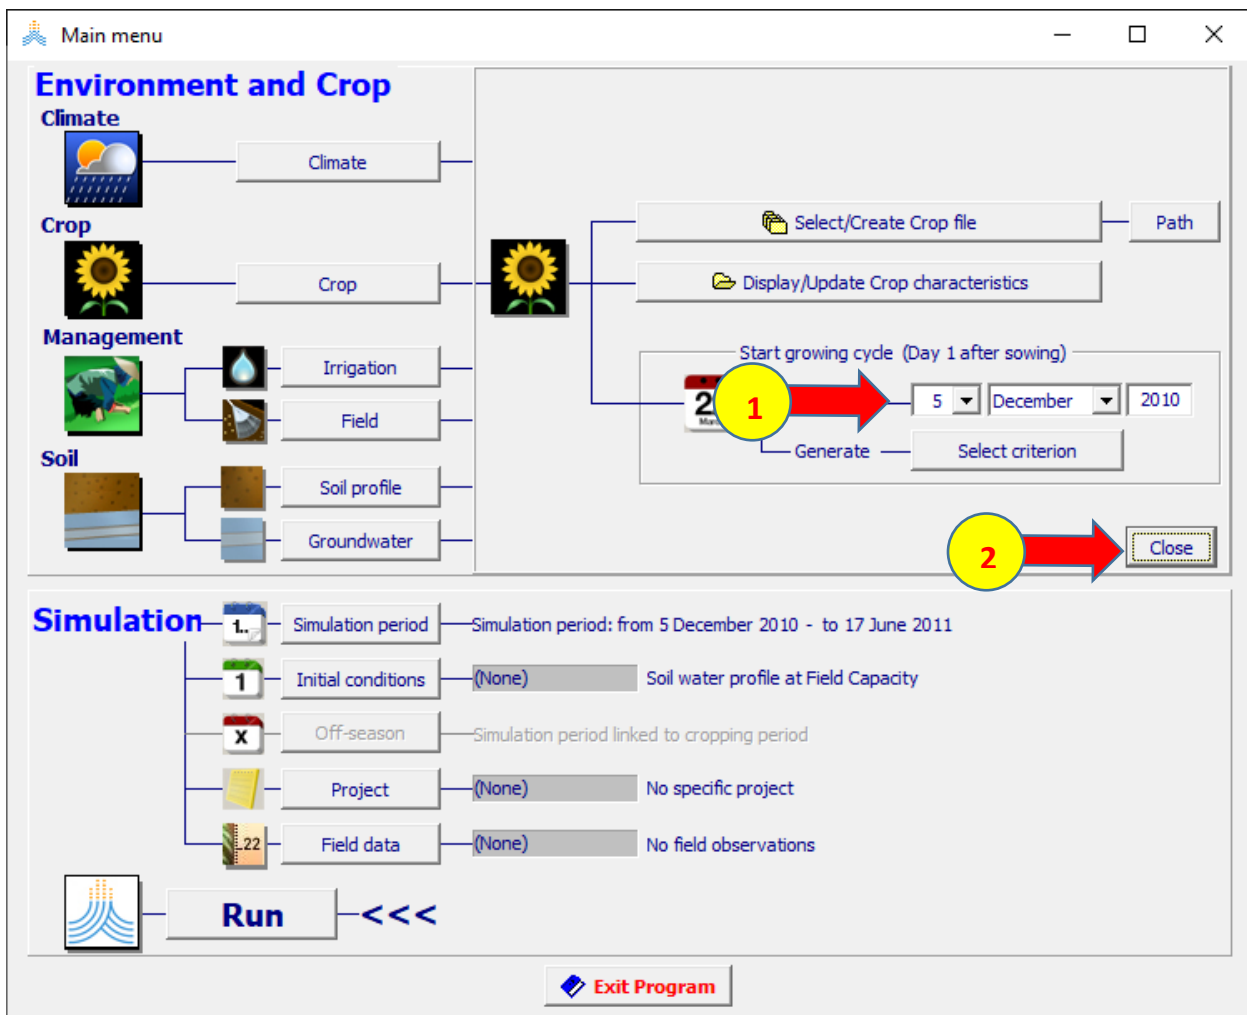 Main menu
Environment and Crop
Climate
Climate
Select/Create Crop file
Path
Crop
Crop
Display/Update Crop characteristics
Management
Irrigation
Start growing cycle (Day 1 after sowing)
1
5
December
2010
Field
Generate
Select criterion
Soil
Soil profile
Groundwater
2
Close
Simulation
1..
Simulation period
Simulation period: from 5 December 2010 - to 17 June 2011
1
Initial conditions
(None)
Soil water profile at Field Capacity
X
Off-season
Simulation period linked to cropping period
Project
(None)
No specific project
.22
Field data
(None)
No field observations
Run
<<<
Exit Program